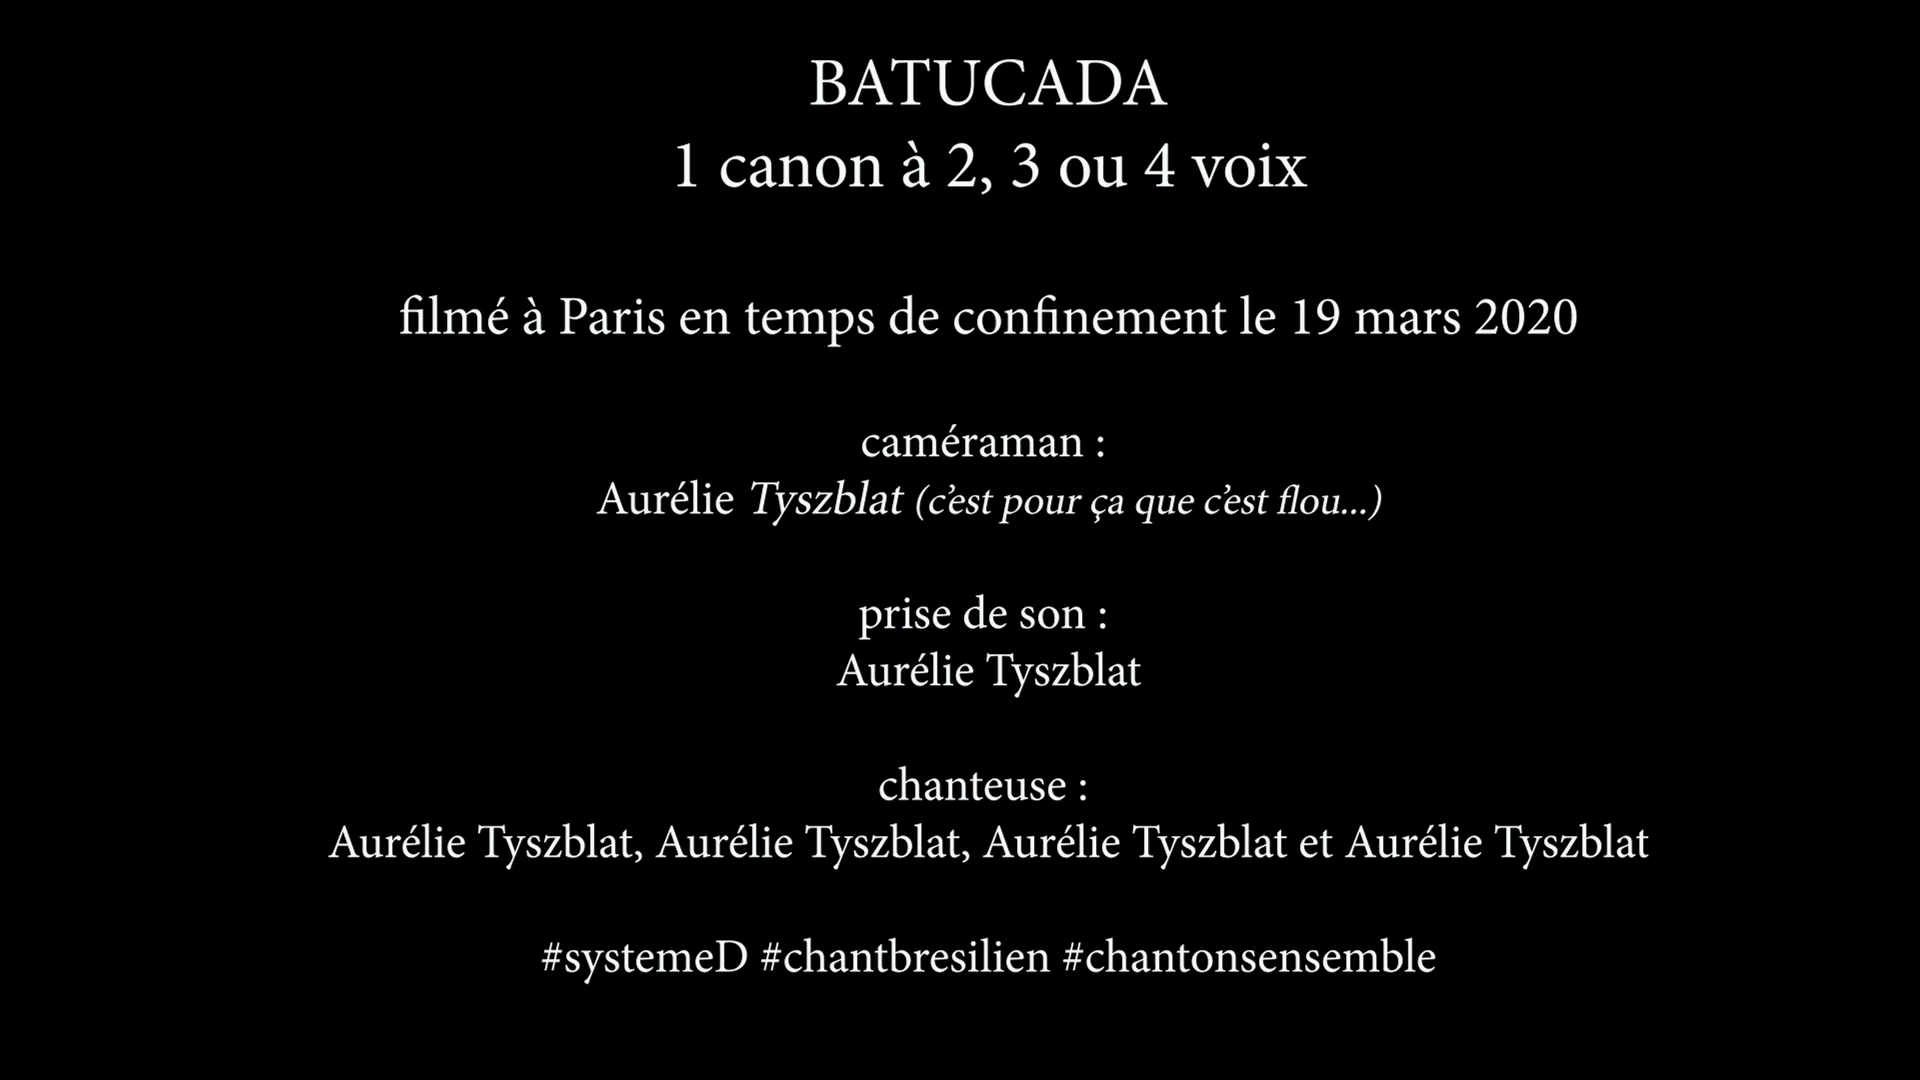 BATUCADA
1 canon à 2, 3 ou 4 voix
filmé à Paris en temps de confinement le 19 mars 2020
caméraman :
Aurélie Tyszblat (c'est pour ça que c'est flou...)
prise de son :
Aurélie Tyszblat
chanteuse :
Aurélie Tyszblat, Aurélie Tyszblat, Aurélie Tyszblat et Aurélie Tyszblat
#systemeD #chantbresilien #chantonsensemble